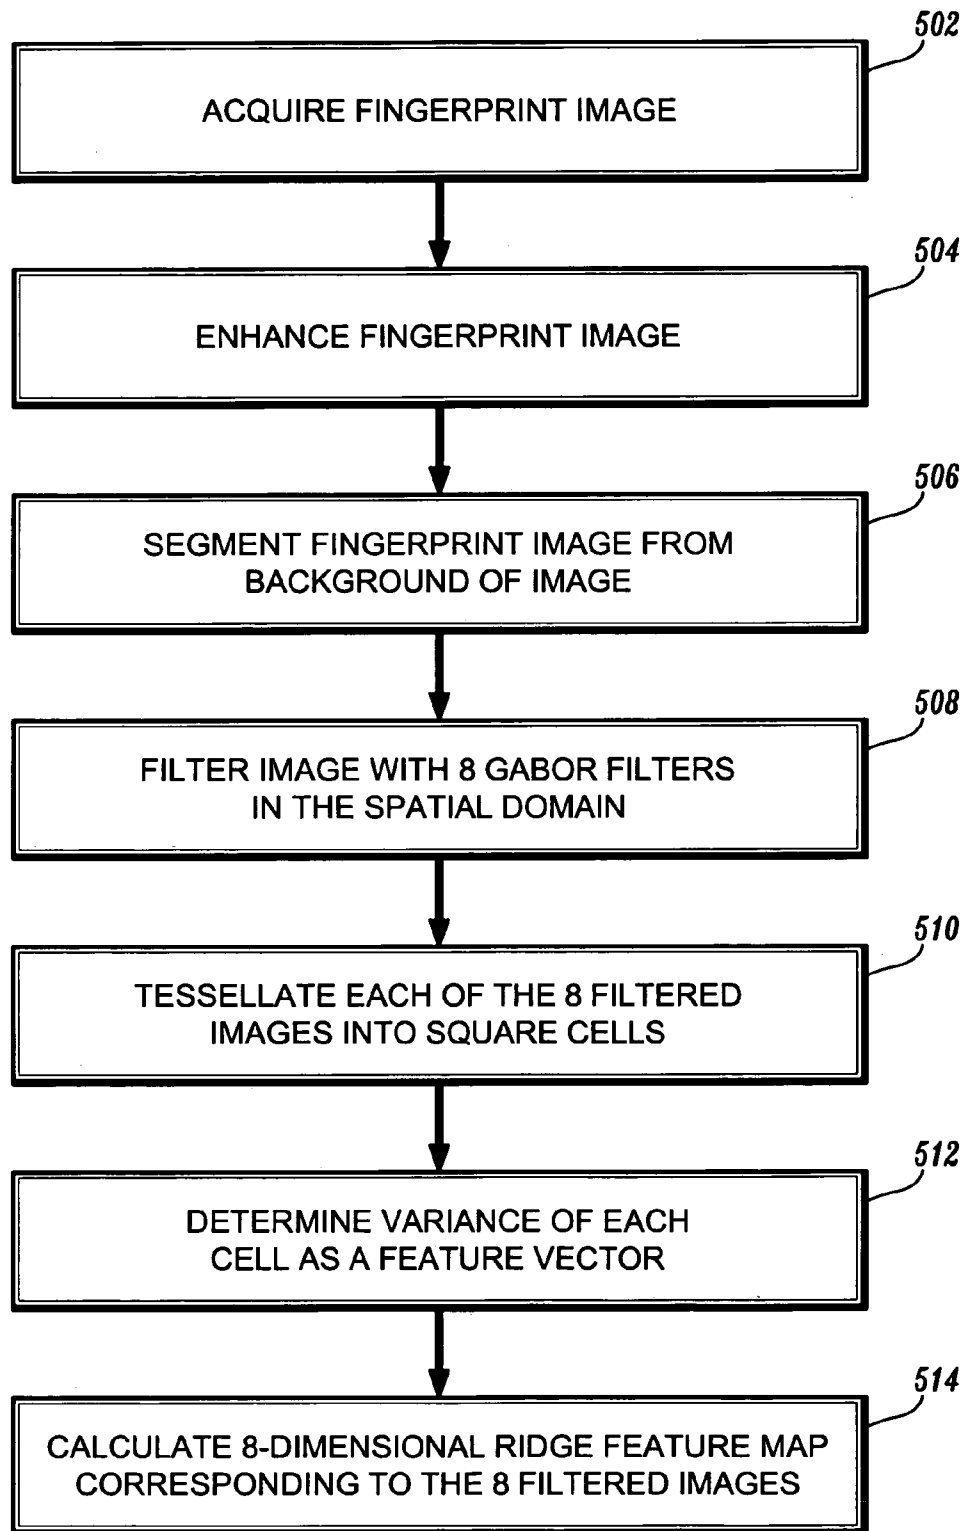 502
ACQUIRE FINGERPRINT IMAGE
504
ENHANCE FINGERPRINT IMAGE
506
SEGMENT FINGERPRINT IMAGE FROM
BACKGROUND OF IMAGE
508
FILTER IMAGE WITH 8 GABOR FILTERS
IN THE SPATIAL DOMAIN
510
TESSELLATE EACH OF THE 8 FILTERED
IMAGES INTO SQUARE CELLS
512
DETERMINE VARIANCE OF EACH
CELL AS A FEATURE VECTOR
514
CALCULATE 8-DIMENSIONAL RIDGE FEATURE MAP
CORRESPONDING TO THE 8 FILTERED IMAGES